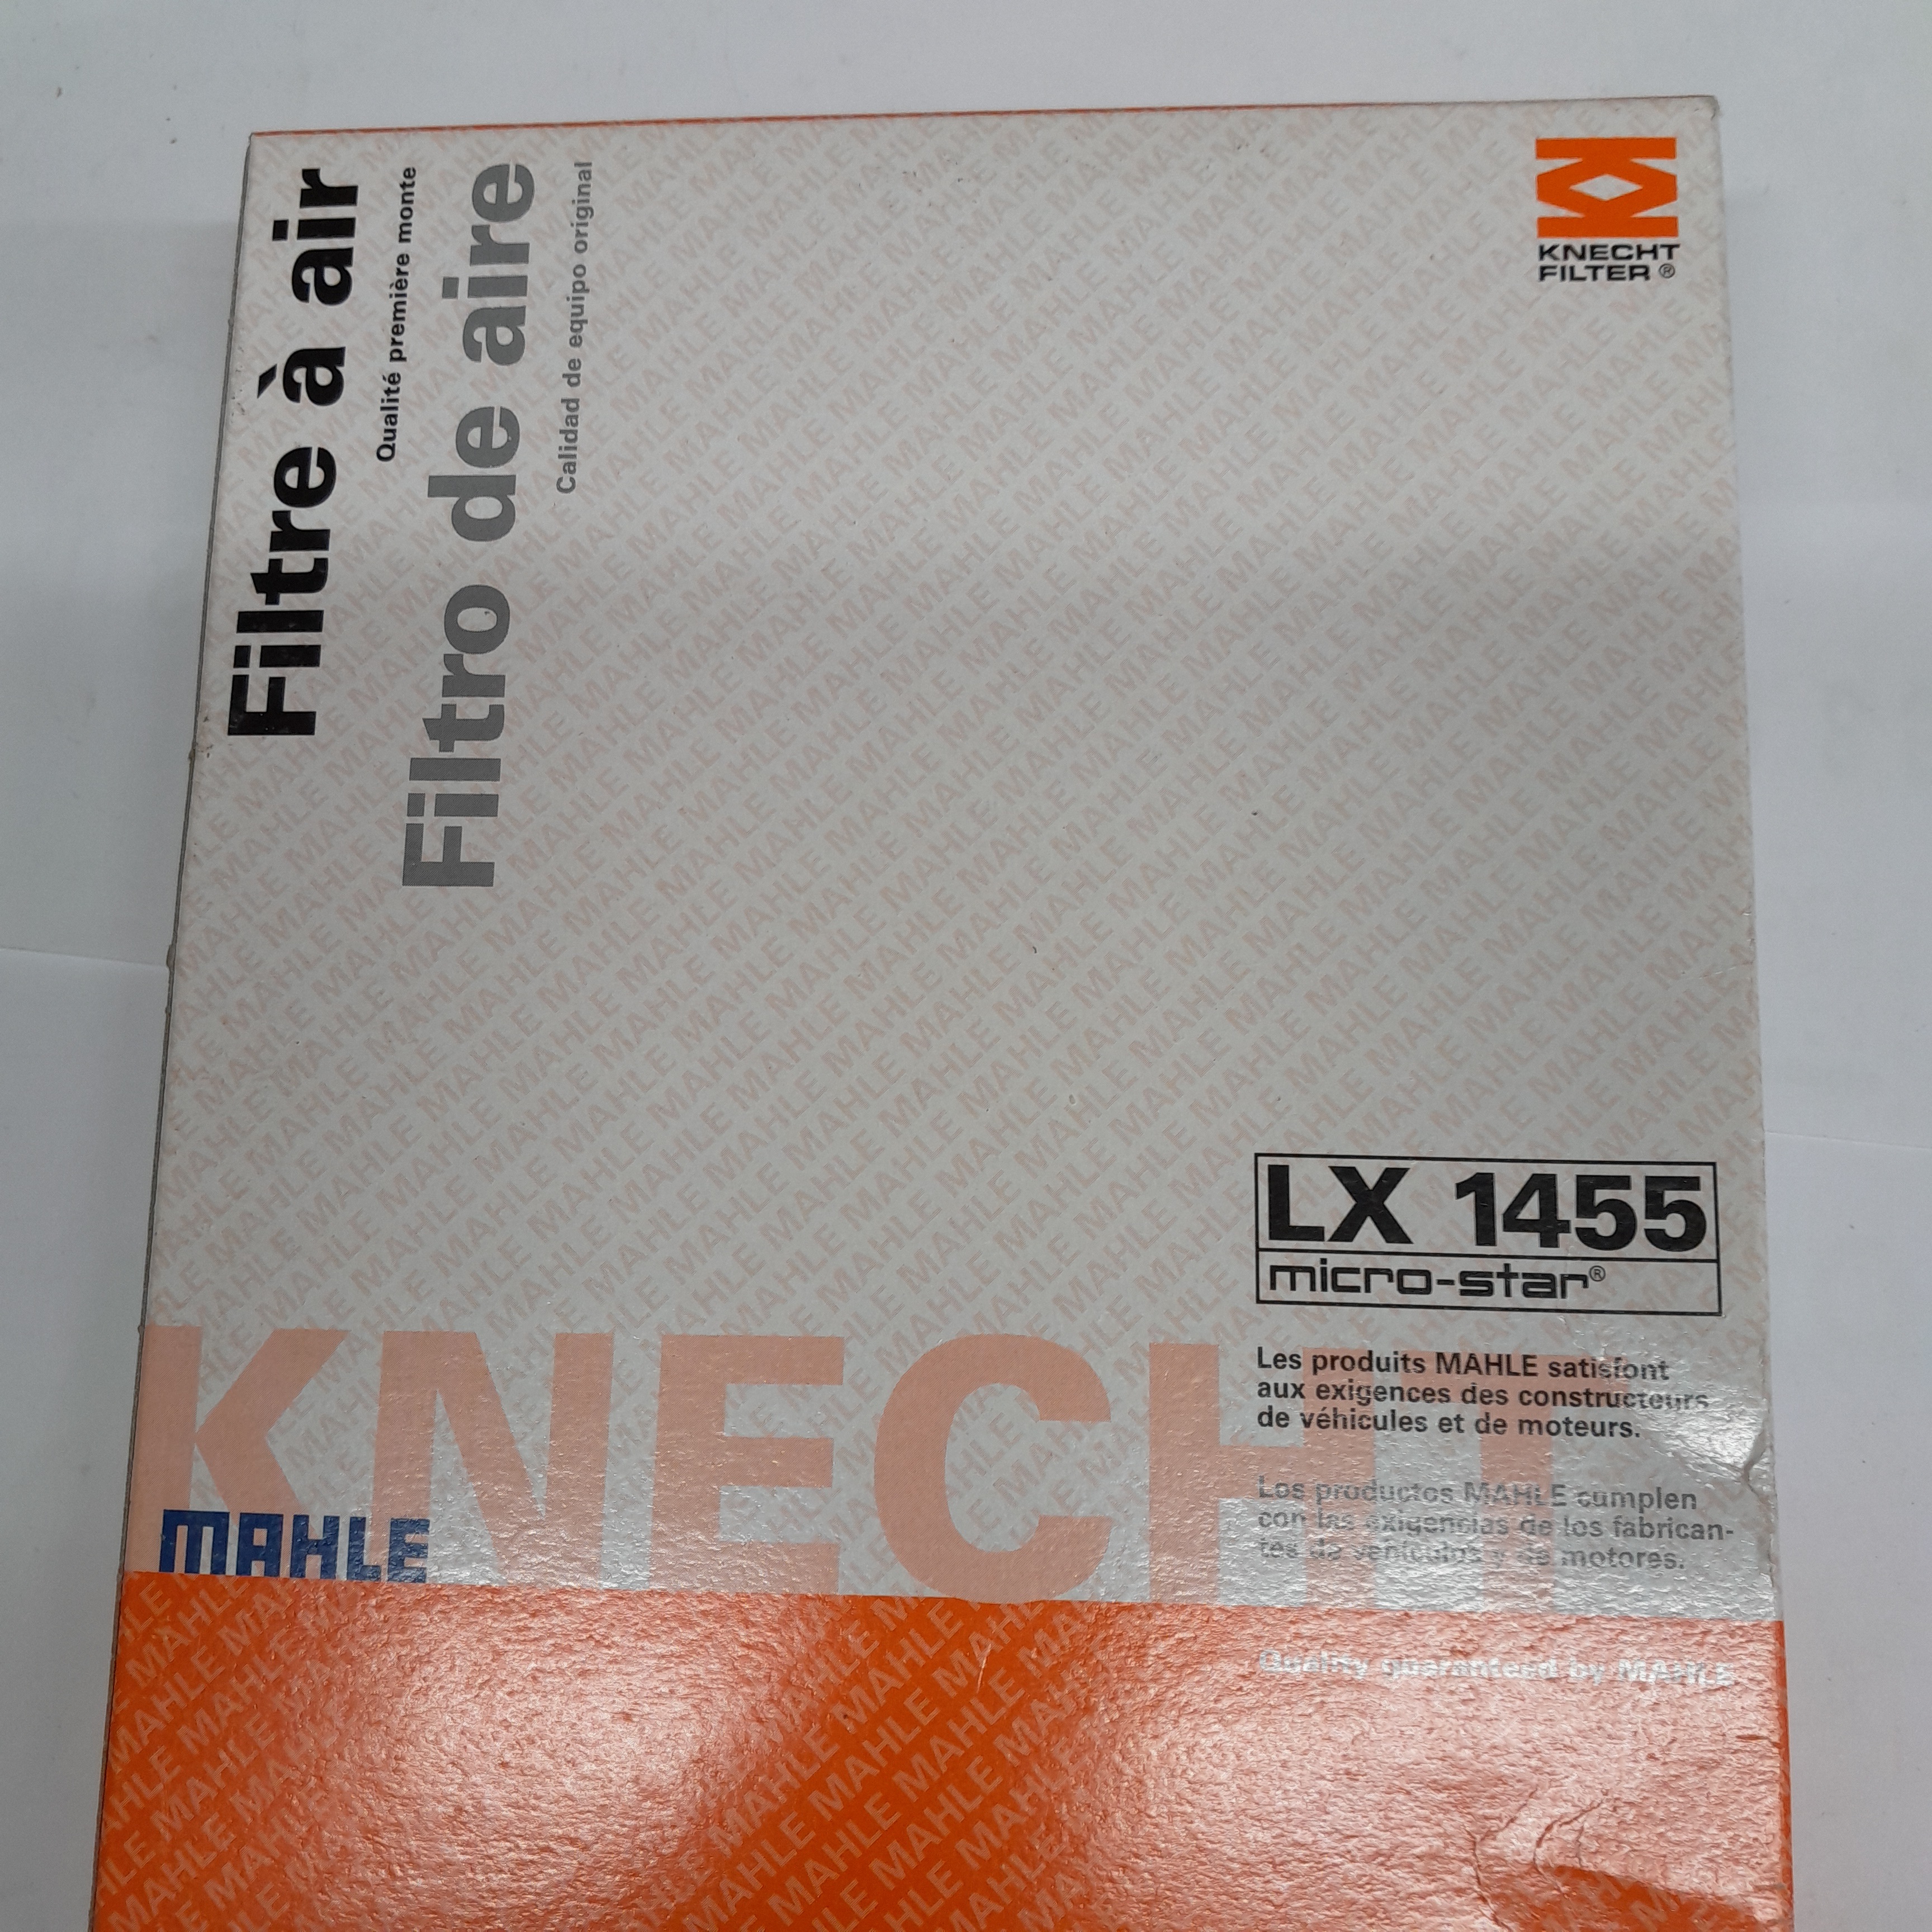 Filtre à air
Qualité première monte
Filtro de aire
Calidad de equipo original
KNECHT
FILTER®
LX 1455
micro-star®
KNECHT
Les produits MAHLE satisfont
aux exigences des constructeurs
de véhicules et de moteurs.
Los productos MAHLE cumplen
con las exigencias de los fabrican-
tes de vehículos y de motores.
MAHLE
Quality guaranteed by MAHLE